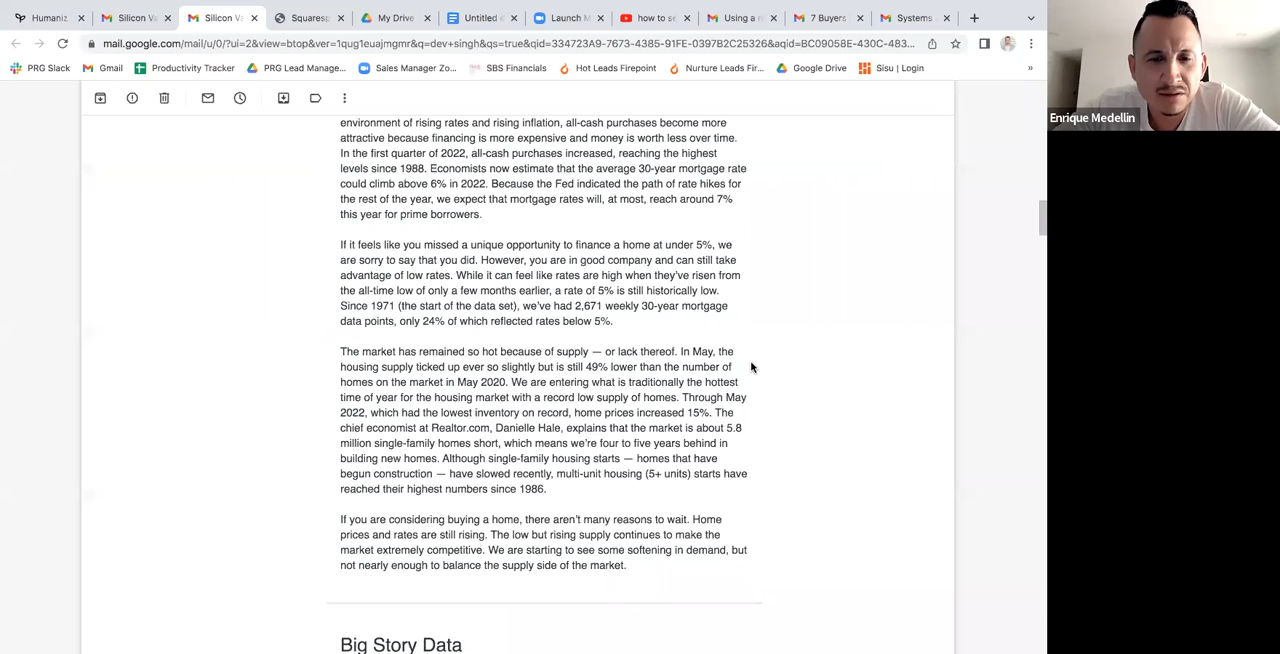 Humaniz
Silicon Va
Silicon Va
Squaresp
My Drive
Untitled
Launch M
how to se
Using a r
7 Buyers
Systems
mail.google.com/mail/u/0/?ui=2&view=btop&ver=1qug1euajmgmr&q=dev+singh&qs=true&qid=334723A9-7673-4385-91FE-0397B2C25326&aqid=BC09058E-430C-483...
PRG Slack
Gmail
Productivity Tracker
PRG Lead Manage...
Sales Manager Zo...
SBS Financials
Hot Leads Firepoint
Nurture Leads Fir...
Google Drive
Sisu | Login
»
environment of rising rates and rising inflation, all-cash purchases become more
attractive because financing is more expensive and money is worth less over time.
In the first quarter of 2022, all-cash purchases increased, reaching the highest
levels since 1988. Economists now estimate that the average 30-year mortgage rate
could climb above 6% in 2022. Because the Fed indicated the path of rate hikes for
the rest of the year, we expect that mortgage rates will, at most, reach around 7%
this year for prime borrowers.
If it feels like you missed a unique opportunity to finance a home at under 5%, we
are sorry to say that you did. However, you are in good company and can still take
advantage of low rates. While it can feel like rates are high when they've risen from
the all-time low of only a few months earlier, a rate of 5% is still historically low.
Since 1971 (the start of the data set), we've had 2,671 weekly 30-year mortgage
data points, only 24% of which reflected rates below 5%.
The market has remained so hot because of supply — or lack thereof. In May, the
housing supply ticked up ever so slightly but is still 49% lower than the number of
homes on the market in May 2020. We are entering what is traditionally the hottest
time of year for the housing market with a record low supply of homes. Through May
2022, which had the lowest inventory on record, home prices increased 15%. The
chief economist at Realtor.com, Danielle Hale, explains that the market is about 5.8
million single-family homes short, which means we're four to five years behind in
building new homes. Although single-family housing starts — homes that have
begun construction — have slowed recently, multi-unit housing (5+ units) starts have
reached their highest numbers since 1986.
If you are considering buying a home, there aren't many reasons to wait. Home
prices and rates are still rising. The low but rising supply continues to make the
market extremely competitive. We are starting to see some softening in demand, but
not nearly enough to balance the supply side of the market.
Big Story Data
Enrique Medellin